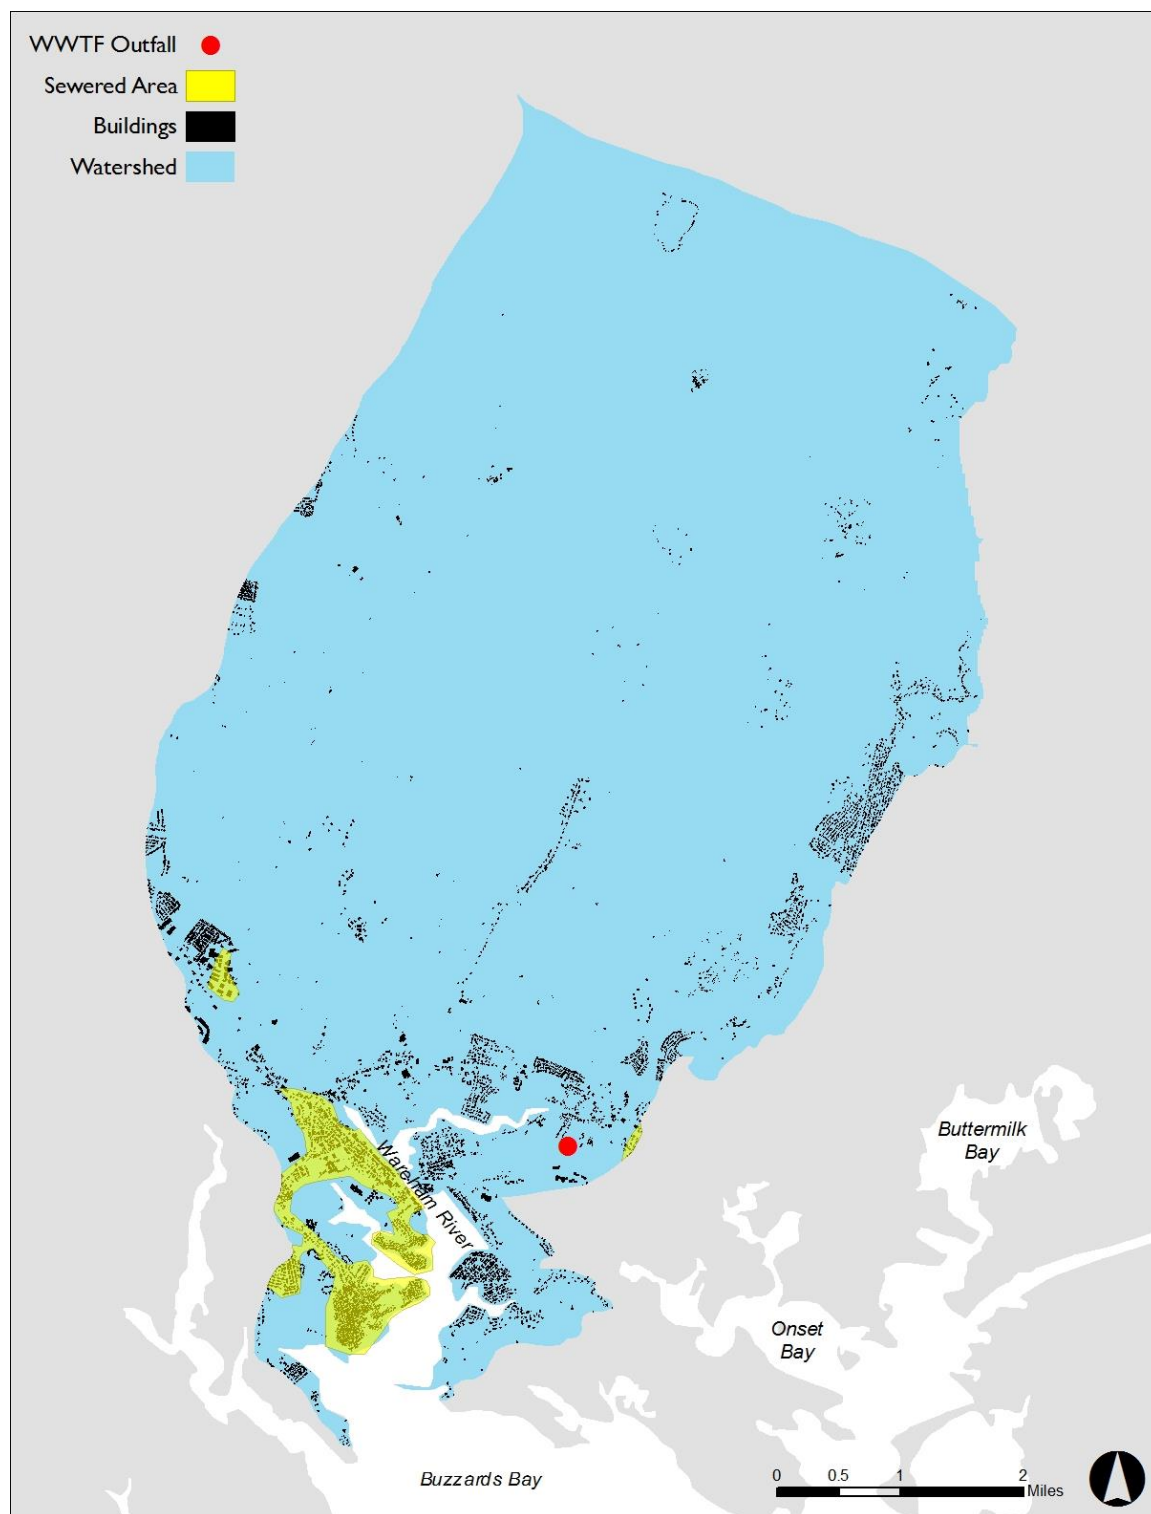 WWTF Outfall
Sewered Area
Buildings
Watershed
Wareham River
Buttermilk
Bay
Onset
Bay
Buzzards Bay
0 0.5 1 2
Miles